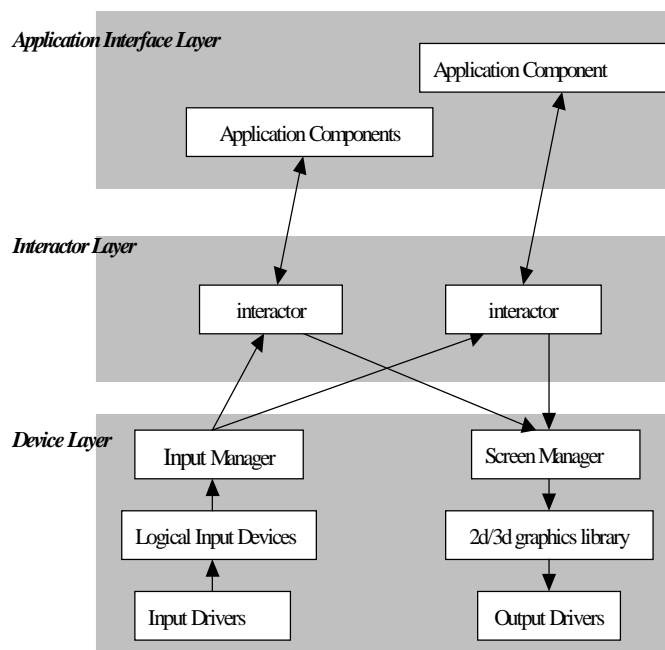 Application Interface Layer
Application Component
Application Components
Interactor Layer
interactor
interactor
Device Layer
Input Manager
Screen Manager
Logical Input Devices
2d/3d graphics library
Input Drivers
Output Drivers